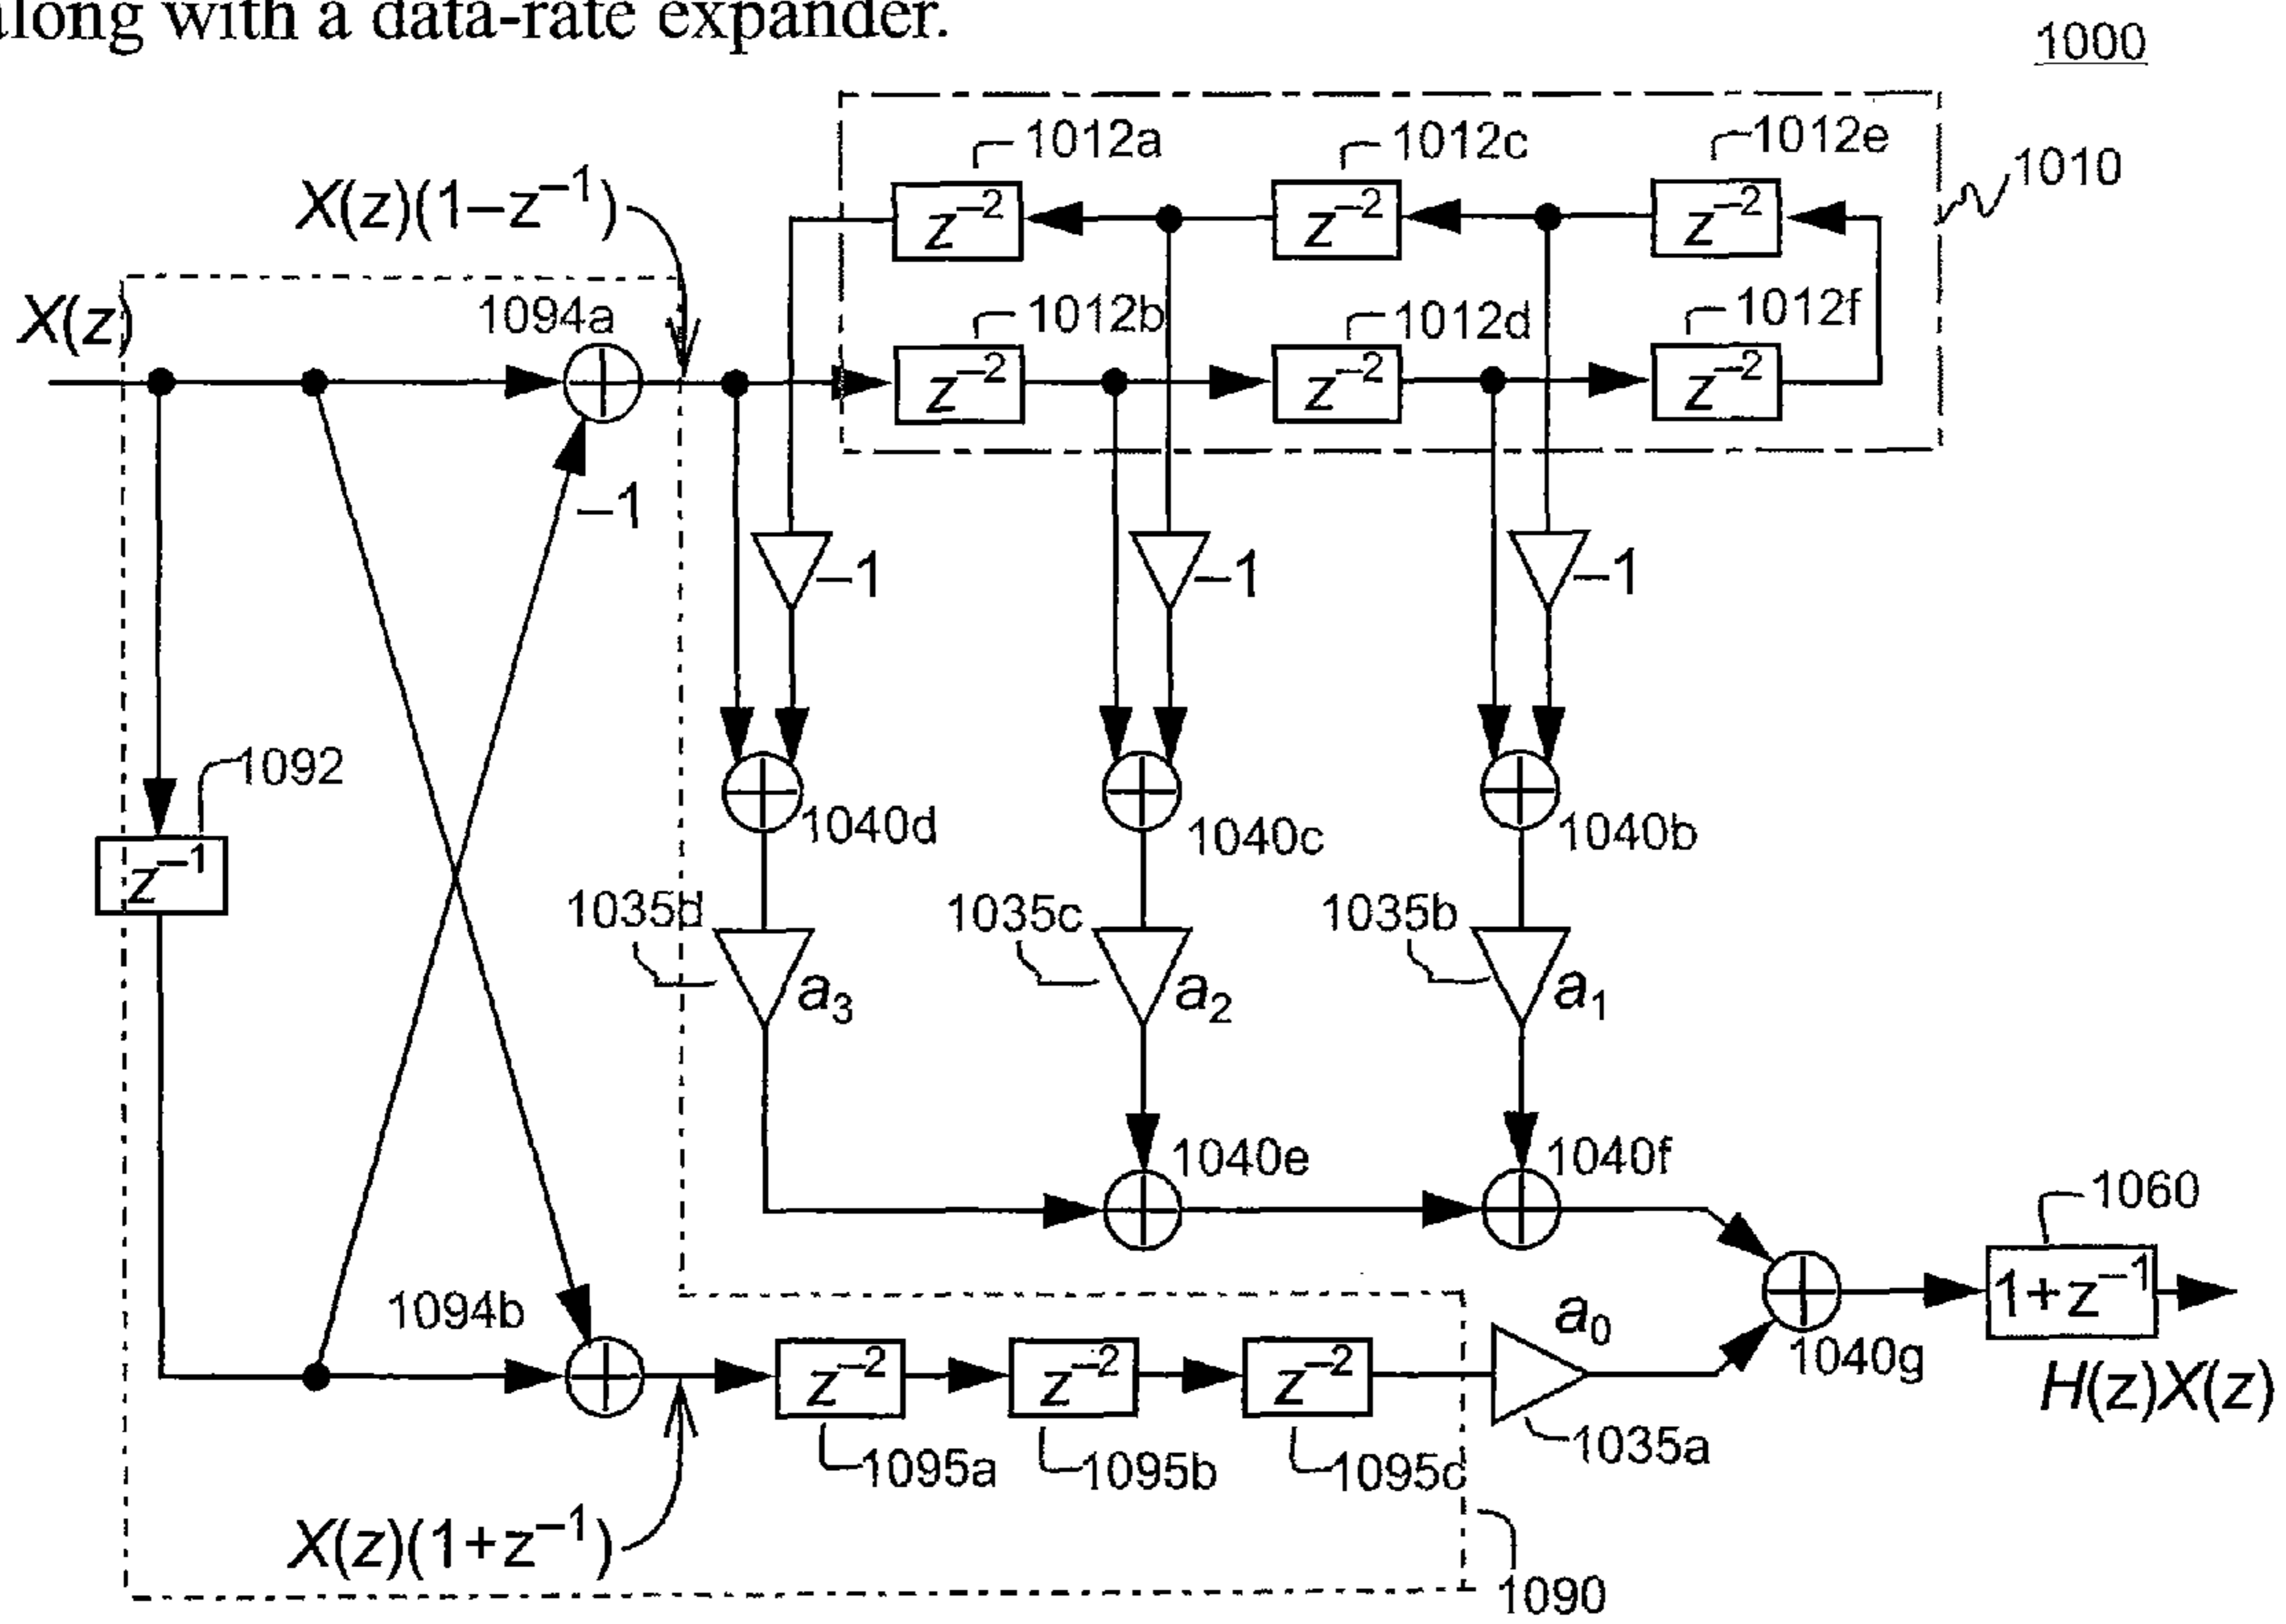 along with a data-rate expander.
1000
1012a
1012c
1012e
1010
X(z)(1−z⁻¹)
z⁻²
z⁻²
z⁻²
X(z)
1094a
1012b
1012d
1012f
z⁻²
z⁻²
z⁻²
−1
−1
−1
−1
1092
z⁻¹
1040d
1040c
1040b
1035d
1035c
1035b
a₃
a₂
a₁
1040e
1040f
1060
1+z⁻¹
1094b
a₀
1040g
z⁻²
z⁻²
z⁻²
H(z)X(z)
1095a
1095b
1095c
1035a
X(z)(1+z⁻¹)
1090